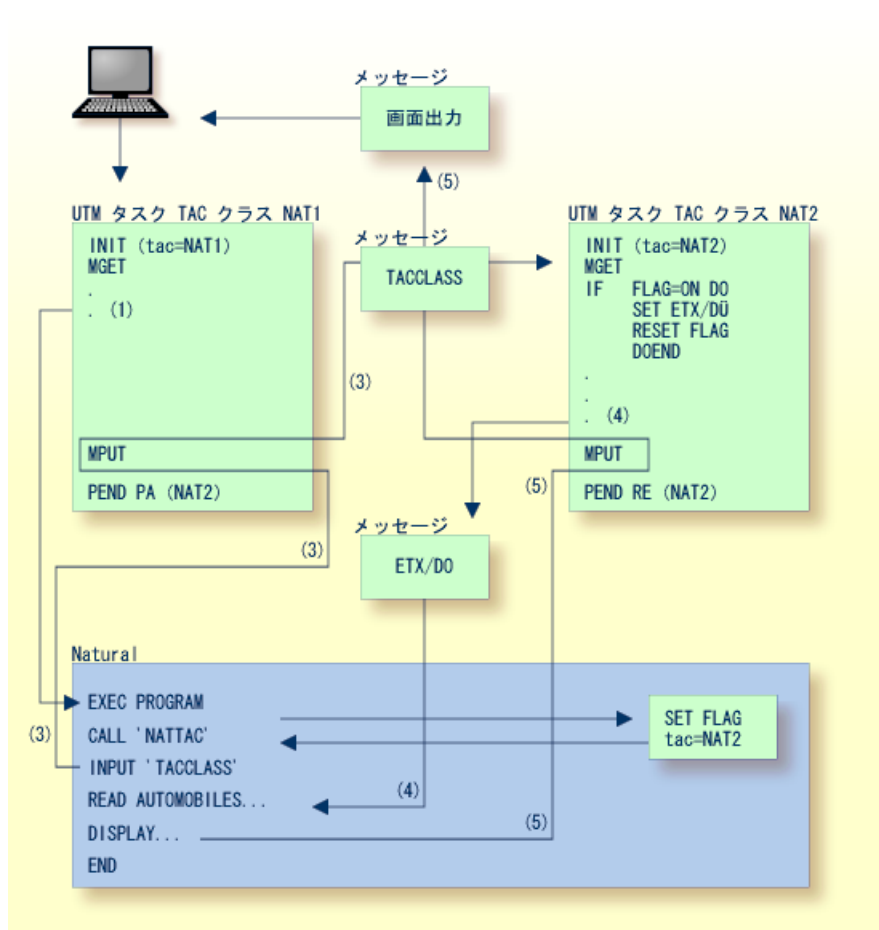 メッセージ
画面出力
(5)
UTM タスク TAC クラス NAT1
INIT (tac=NAT1)
MGET
.
. (1)
MPUT
PEND PA (NAT2)
メッセージ
TACCLASS
(3)
UTM タスク TAC クラス NAT2
INIT (tac=NAT2)
MGET
IF FLAG=ON DO
SET ETX/DÜ
RESET FLAG
DOEND
.
.
. (4)
MPUT
PEND RE (NAT2)
(5)
(3)
メッセージ
ETX/DO
Natural
EXEC PROGRAM
CALL 'NATTAC'
INPUT 'TACCLASS'
READ AUTOMOBILES...
DISPLAY...
END
(3)
(4)
(5)
SET FLAG
tac=NAT2